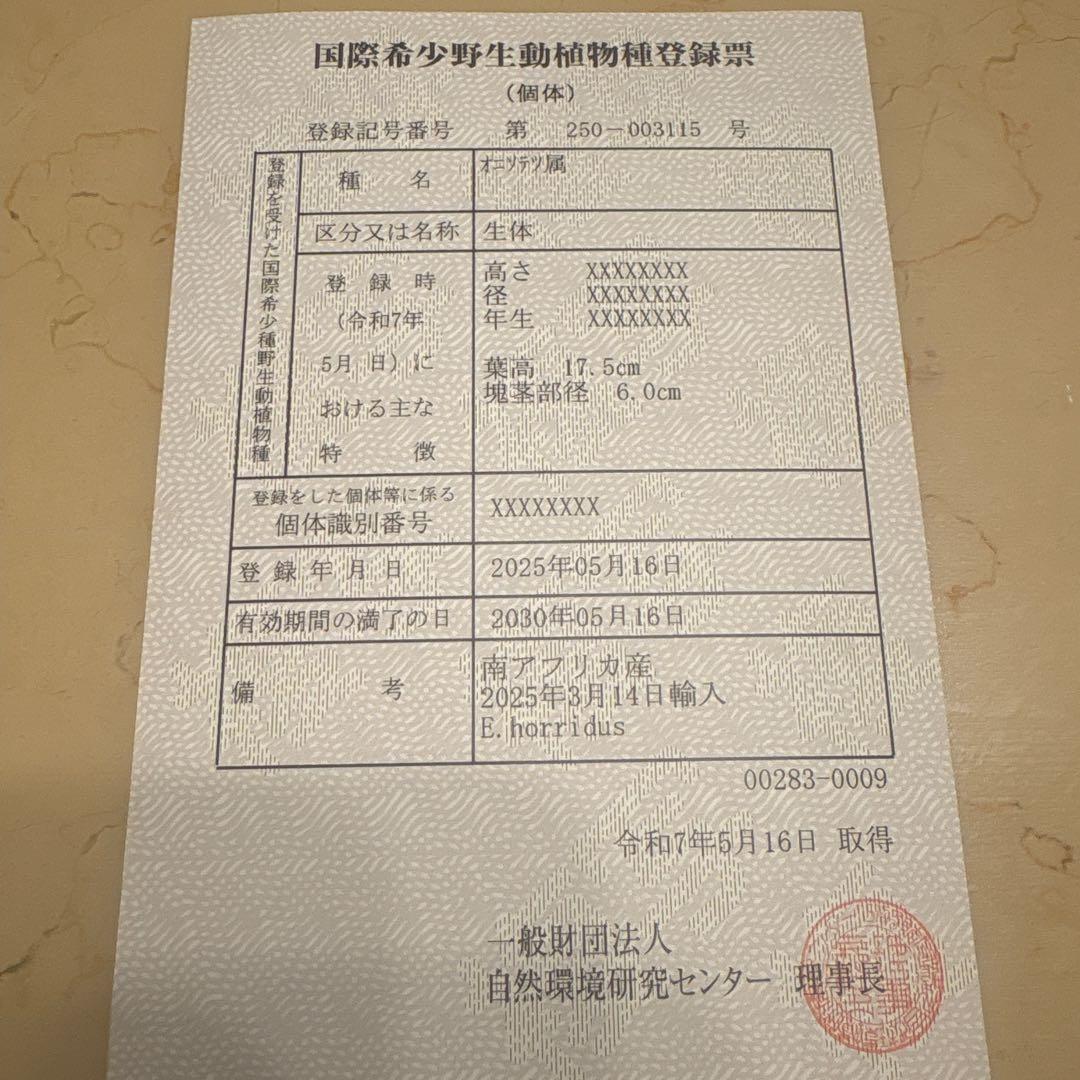 国際希少野生動植物種登録票
(個体)
登録記号番号 第 250-003115 号
登録を受けた国際希少種野生動植物種
種 名 ｵﾆｿﾃﾂ属
区分又は名称 生体
登録時
(令和7年
5月 日)に
おける主な
特 徴
高さ XXXXXXXX
径 XXXXXXXX
年生 XXXXXXXX
葉高 17.5cm
塊茎部径 6.0cm
登録をした個体等に係る
個体識別番号 XXXXXXXX
登録年月日 2025年05月16日
有効期間の満了の日 2030年05月16日
備 考
南アフリカ産
2025年3月14日輸入
E.horridus
00283-0009
令和7年5月16日 取得
一般財団法人
自然環境研究センター 理事長